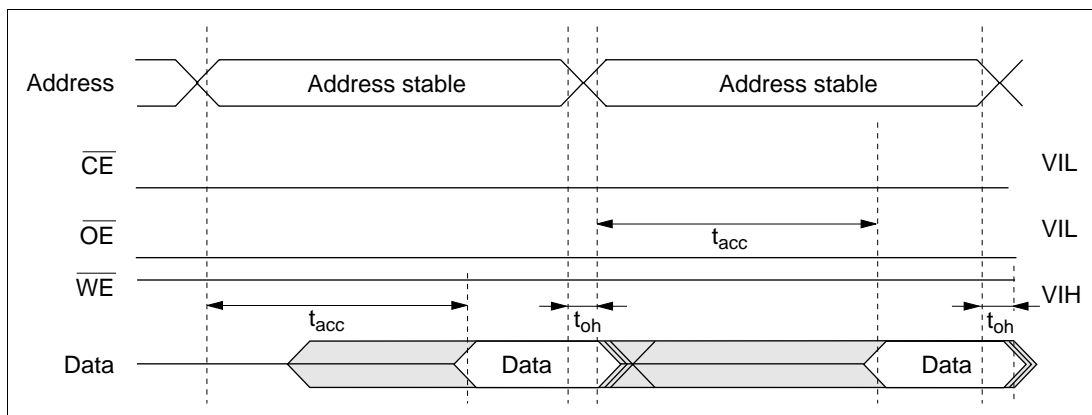 Address
Address stable
Address stable
CE
VIL
OE
tacc
VIL
WE
tacc
toh
toh
VIH
Data
Data
Data